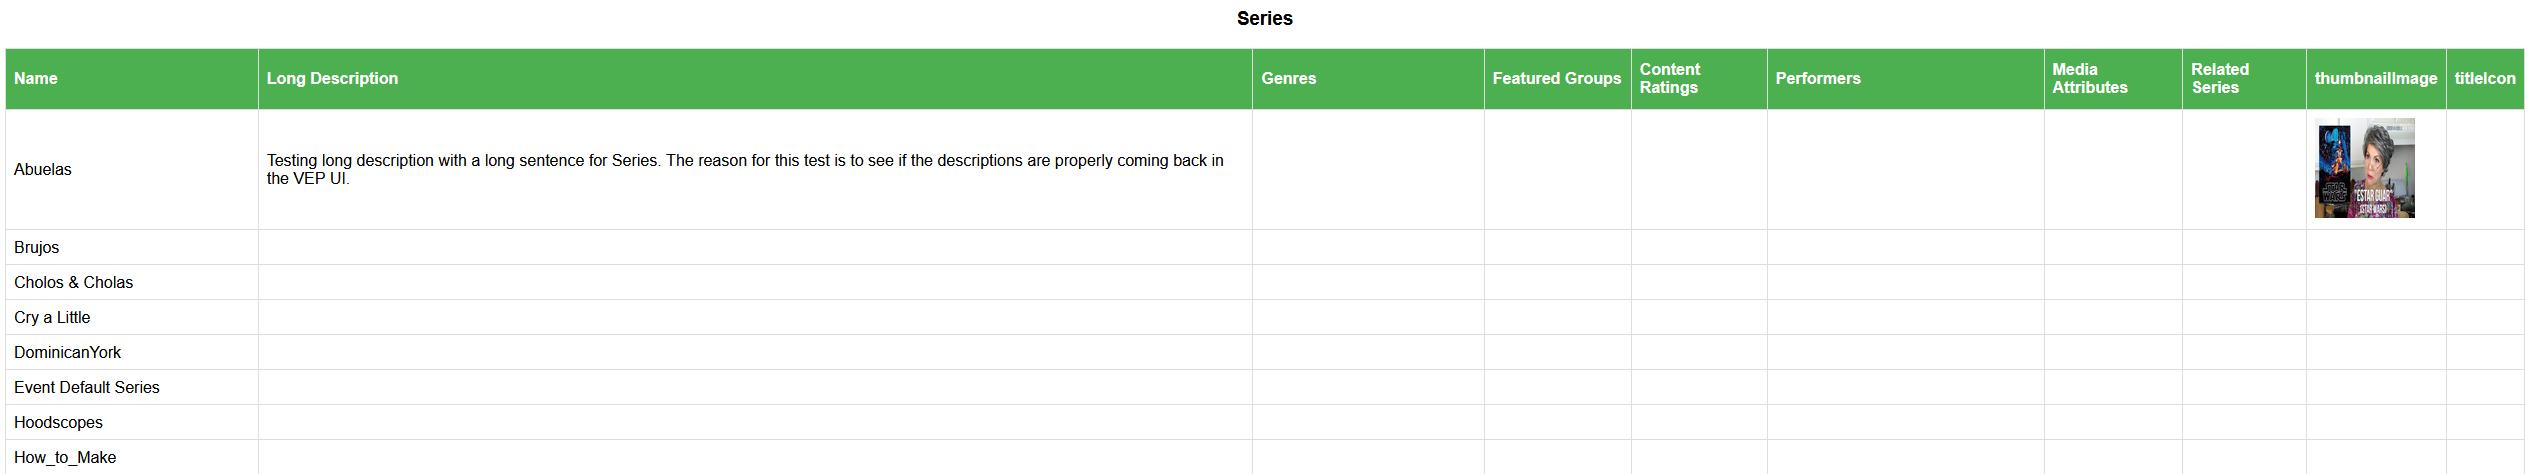 Series
Name
Long Description
Genres
Featured Groups
Content
Ratings
Performers
Media
Attributes
Related
Series
thumbnailImage
titleIcon
Abuelas
Testing long description with a long sentence for Series. The reason for this test is to see if the descriptions are properly coming back in
the VEP UI.
STAR
WARS
"ESTAR GUAR"
(STAR WARS)
Brujos
Cholos & Cholas
Cry a Little
DominicanYork
Event Default Series
Hoodscopes
How_to_Make